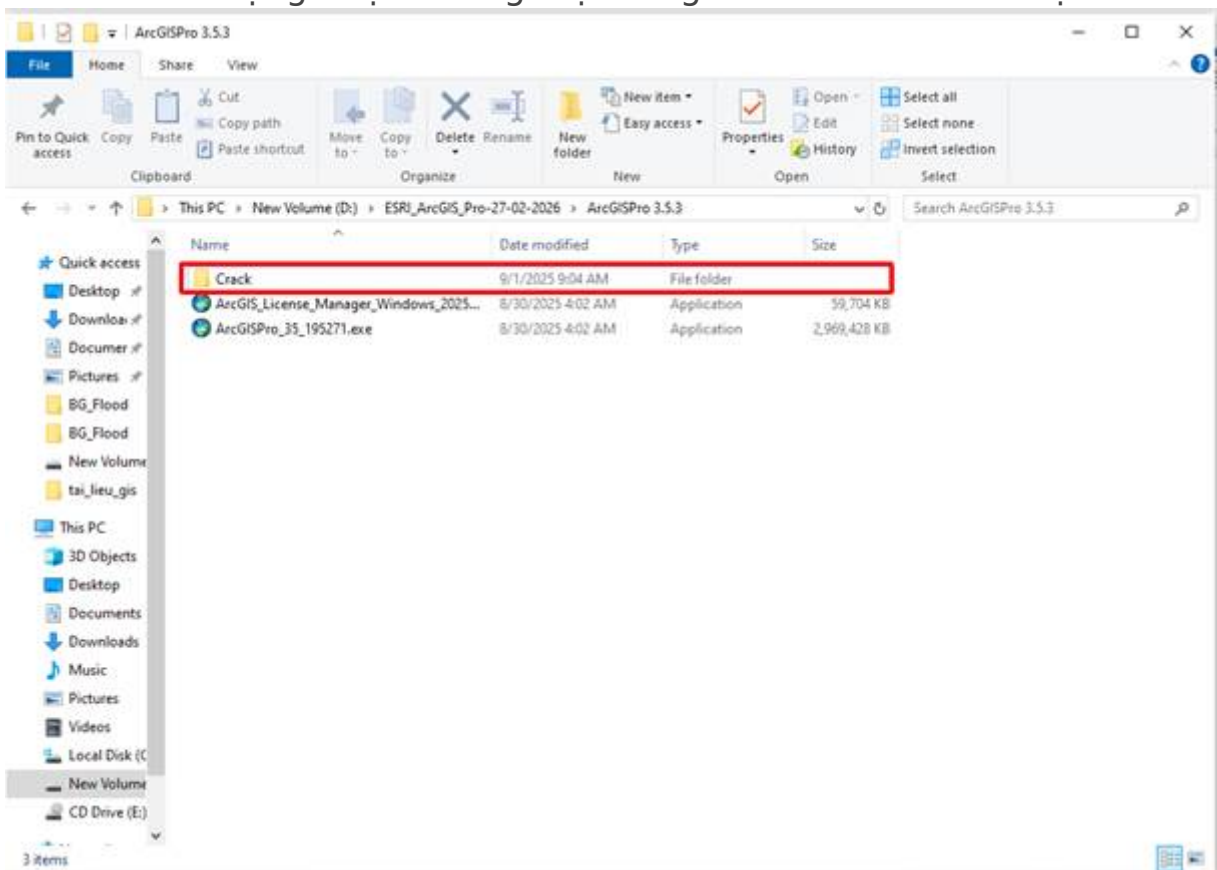 ArcGISPro 3.5.3
File Home Share View
Pin to Quick access
Copy
Paste
Cut
Copy path
Paste shortcut
Move to
Copy to
Delete
Rename
New folder
New item
Easy access
Properties
Open
Edit
History
Select all
Select none
Invert selection
Clipboard Organize New Open Select
This PC > New Volume (D:) > ESRI_ArcGIS_Pro-27-02-2026 > ArcGISPro 3.5.3
Search ArcGISPro 3.5.3
Name Date modified Type Size
Crack 9/1/2025 9:04 AM File folder
ArcGIS_License_Manager_Windows_2025... 8/30/2025 4:02 AM Application 59,704 KB
ArcGISPro_35_195271.exe 8/30/2025 4:02 AM Application 2,969,428 KB
Quick access
Desktop
Downloa
Documer
Pictures
BG_Flood
BG_Flood
New Volume
tai_lieu_gis
This PC
3D Objects
Desktop
Documents
Downloads
Music
Pictures
Videos
Local Disk (C
New Volume
CD Drive (E:)
3 items